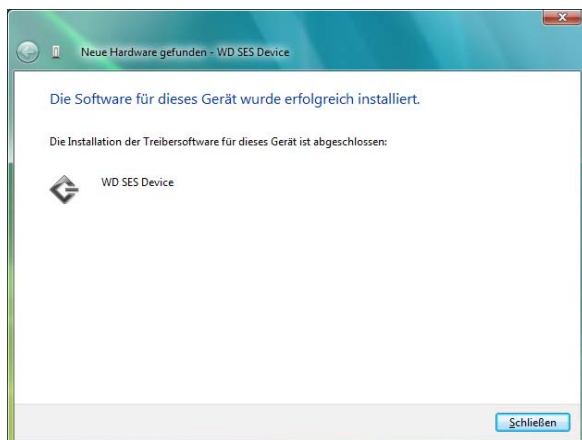 Neue Hardware gefunden - WD SES Device
Die Software für dieses Gerät wurde erfolgreich installiert.
Die Installation der Treibersoftware für dieses Gerät ist abgeschlossen:
WD SES Device
Schließen